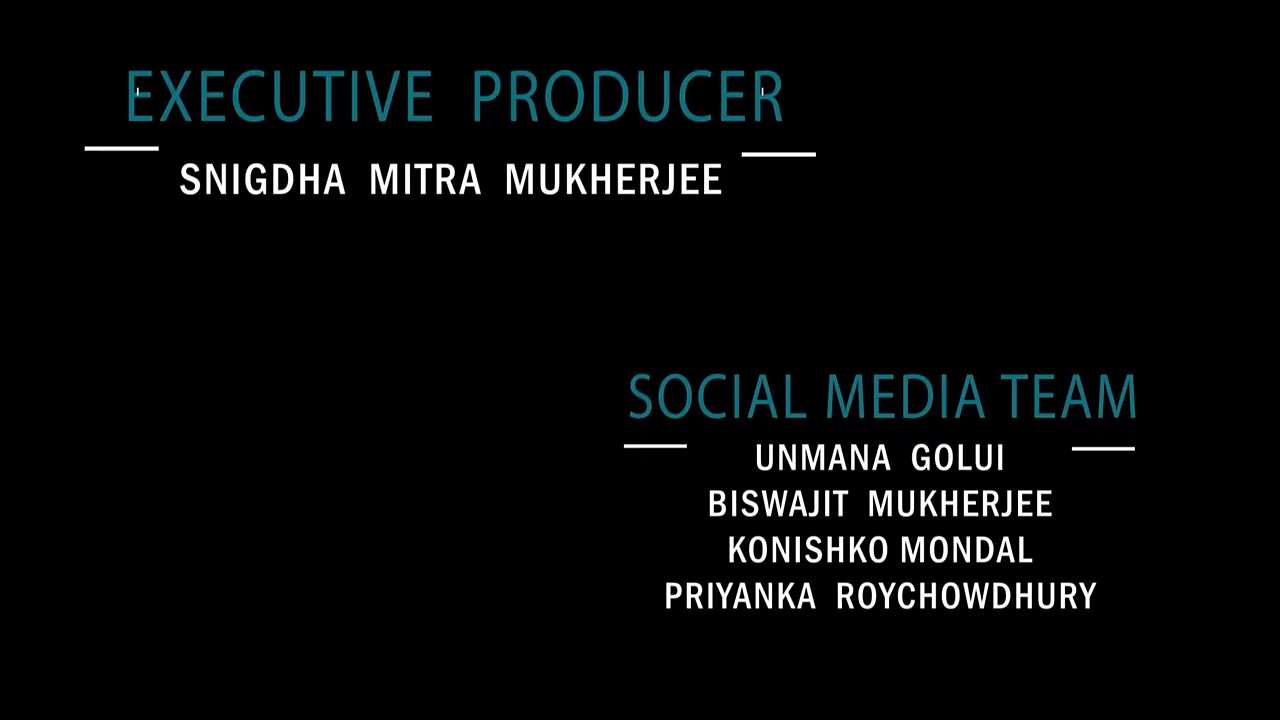 EXECUTIVE PRODUCER
SNIGDHA MITRA MUKHERJEE
SOCIAL MEDIA TEAM
UNMANA GOLUI
BISWAJIT MUKHERJEE
KONISHKO MONDAL
PRIYANKA ROYCHOWDHURY